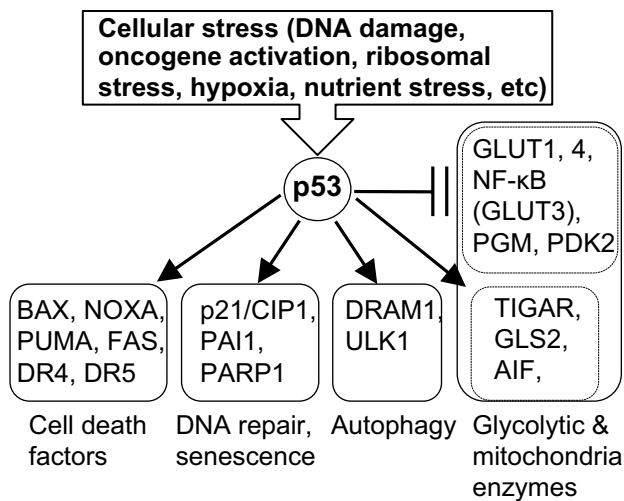 Cellular stress (DNA damage,
oncogene activation, ribosomal
stress, hypoxia, nutrient stress, etc)
p53
GLUT1, 4,
NF-κB
(GLUT3),
PGM, PDK2
BAX, NOXA,
PUMA, FAS,
DR4, DR5
p21/CIP1,
PAI1,
PARP1
DRAM1,
ULK1
TIGAR,
GLS2,
AIF,
Cell death
factors
DNA repair,
senescence
Autophagy
Glycolytic &
mitochondria
enzymes